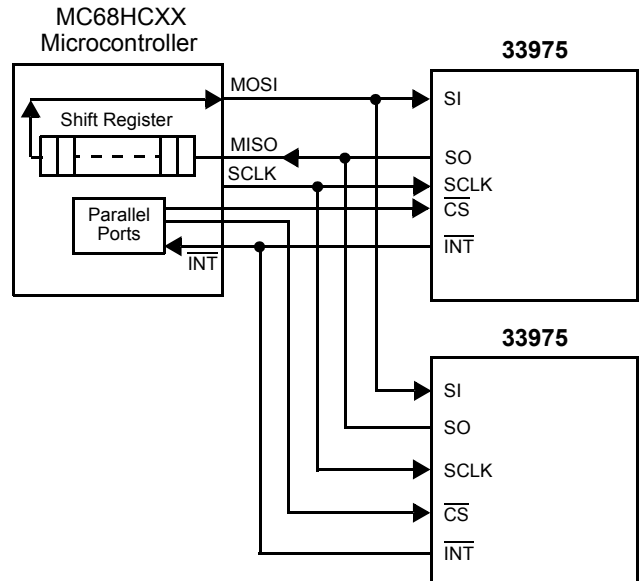 MC68HCXX
Microcontroller
33975
MOSI
SI
Shift Register
MISO
SO
SCLK
SCLK
CS
Parallel
Ports
INT
INT
33975
SI
SO
SCLK
CS
INT